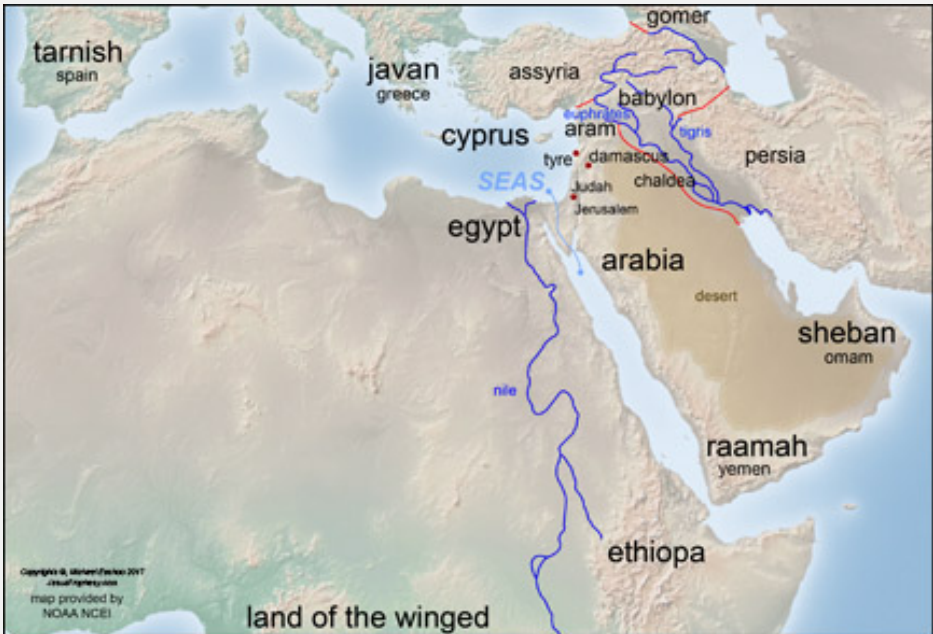 gomer
tarnish
spain
javan
greece
assyria
babylon
euphrates
tigris
cyprus
aram
tyre
damascus
persia
chaldea
SEAS
Judah
Jerusalem
egypt
arabia
desert
sheban
omam
nile
raamah
yemen
ethiopa
land of the winged
map provided by
NOAA NCEI